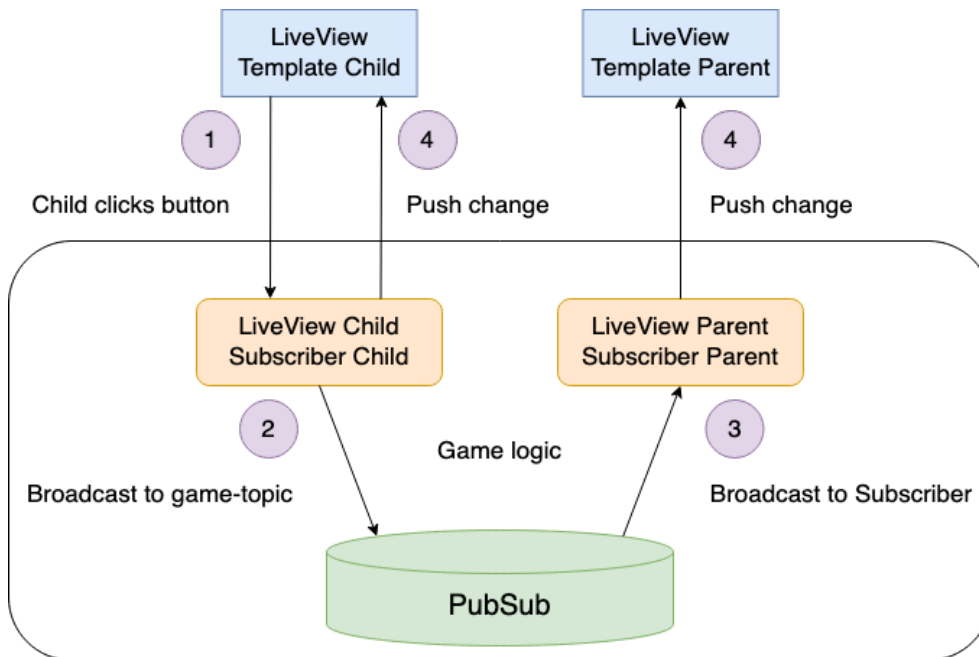 LiveView
Template Child
LiveView
Template Parent
1
4
4
Child clicks button
Push change
Push change
LiveView Child
Subscriber Child
LiveView Parent
Subscriber Parent
2
3
Game logic
Broadcast to game-topic
Broadcast to Subscriber
PubSub